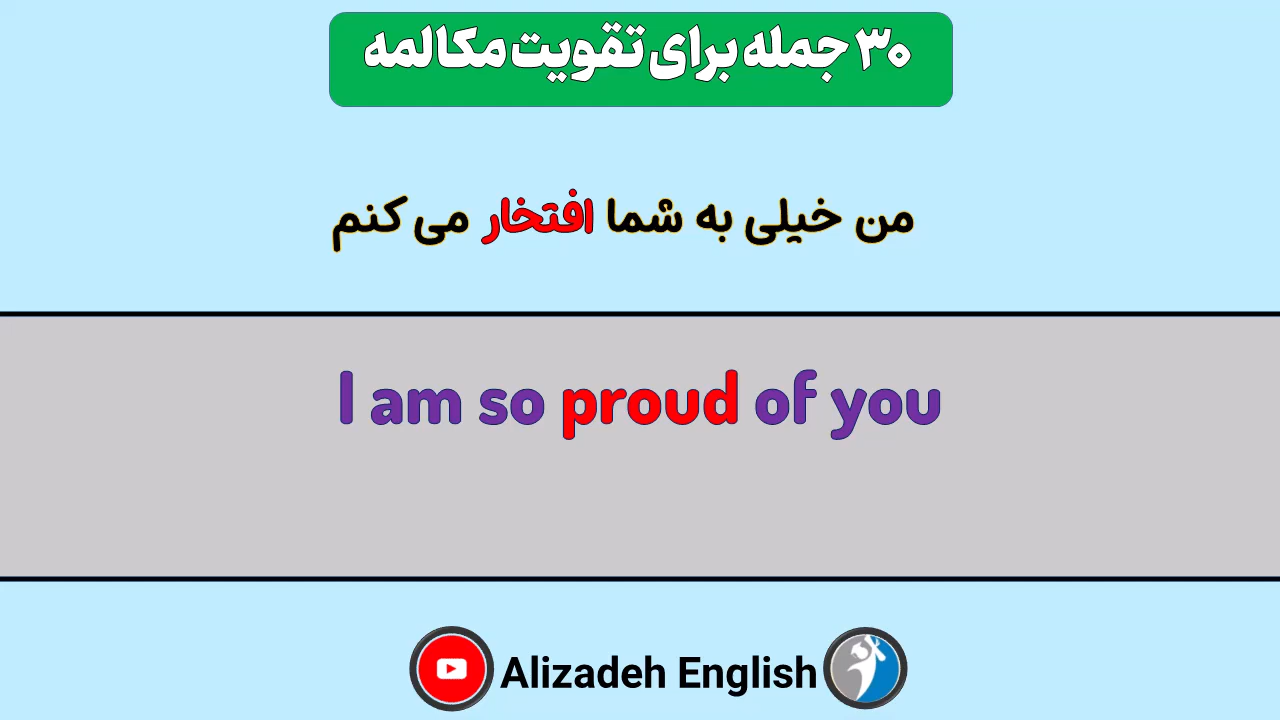 ۳۰ جمله برای تقویت مکالمه
من خیلی به شما افتخار می کنم
I am so proud of you
Alizadeh English